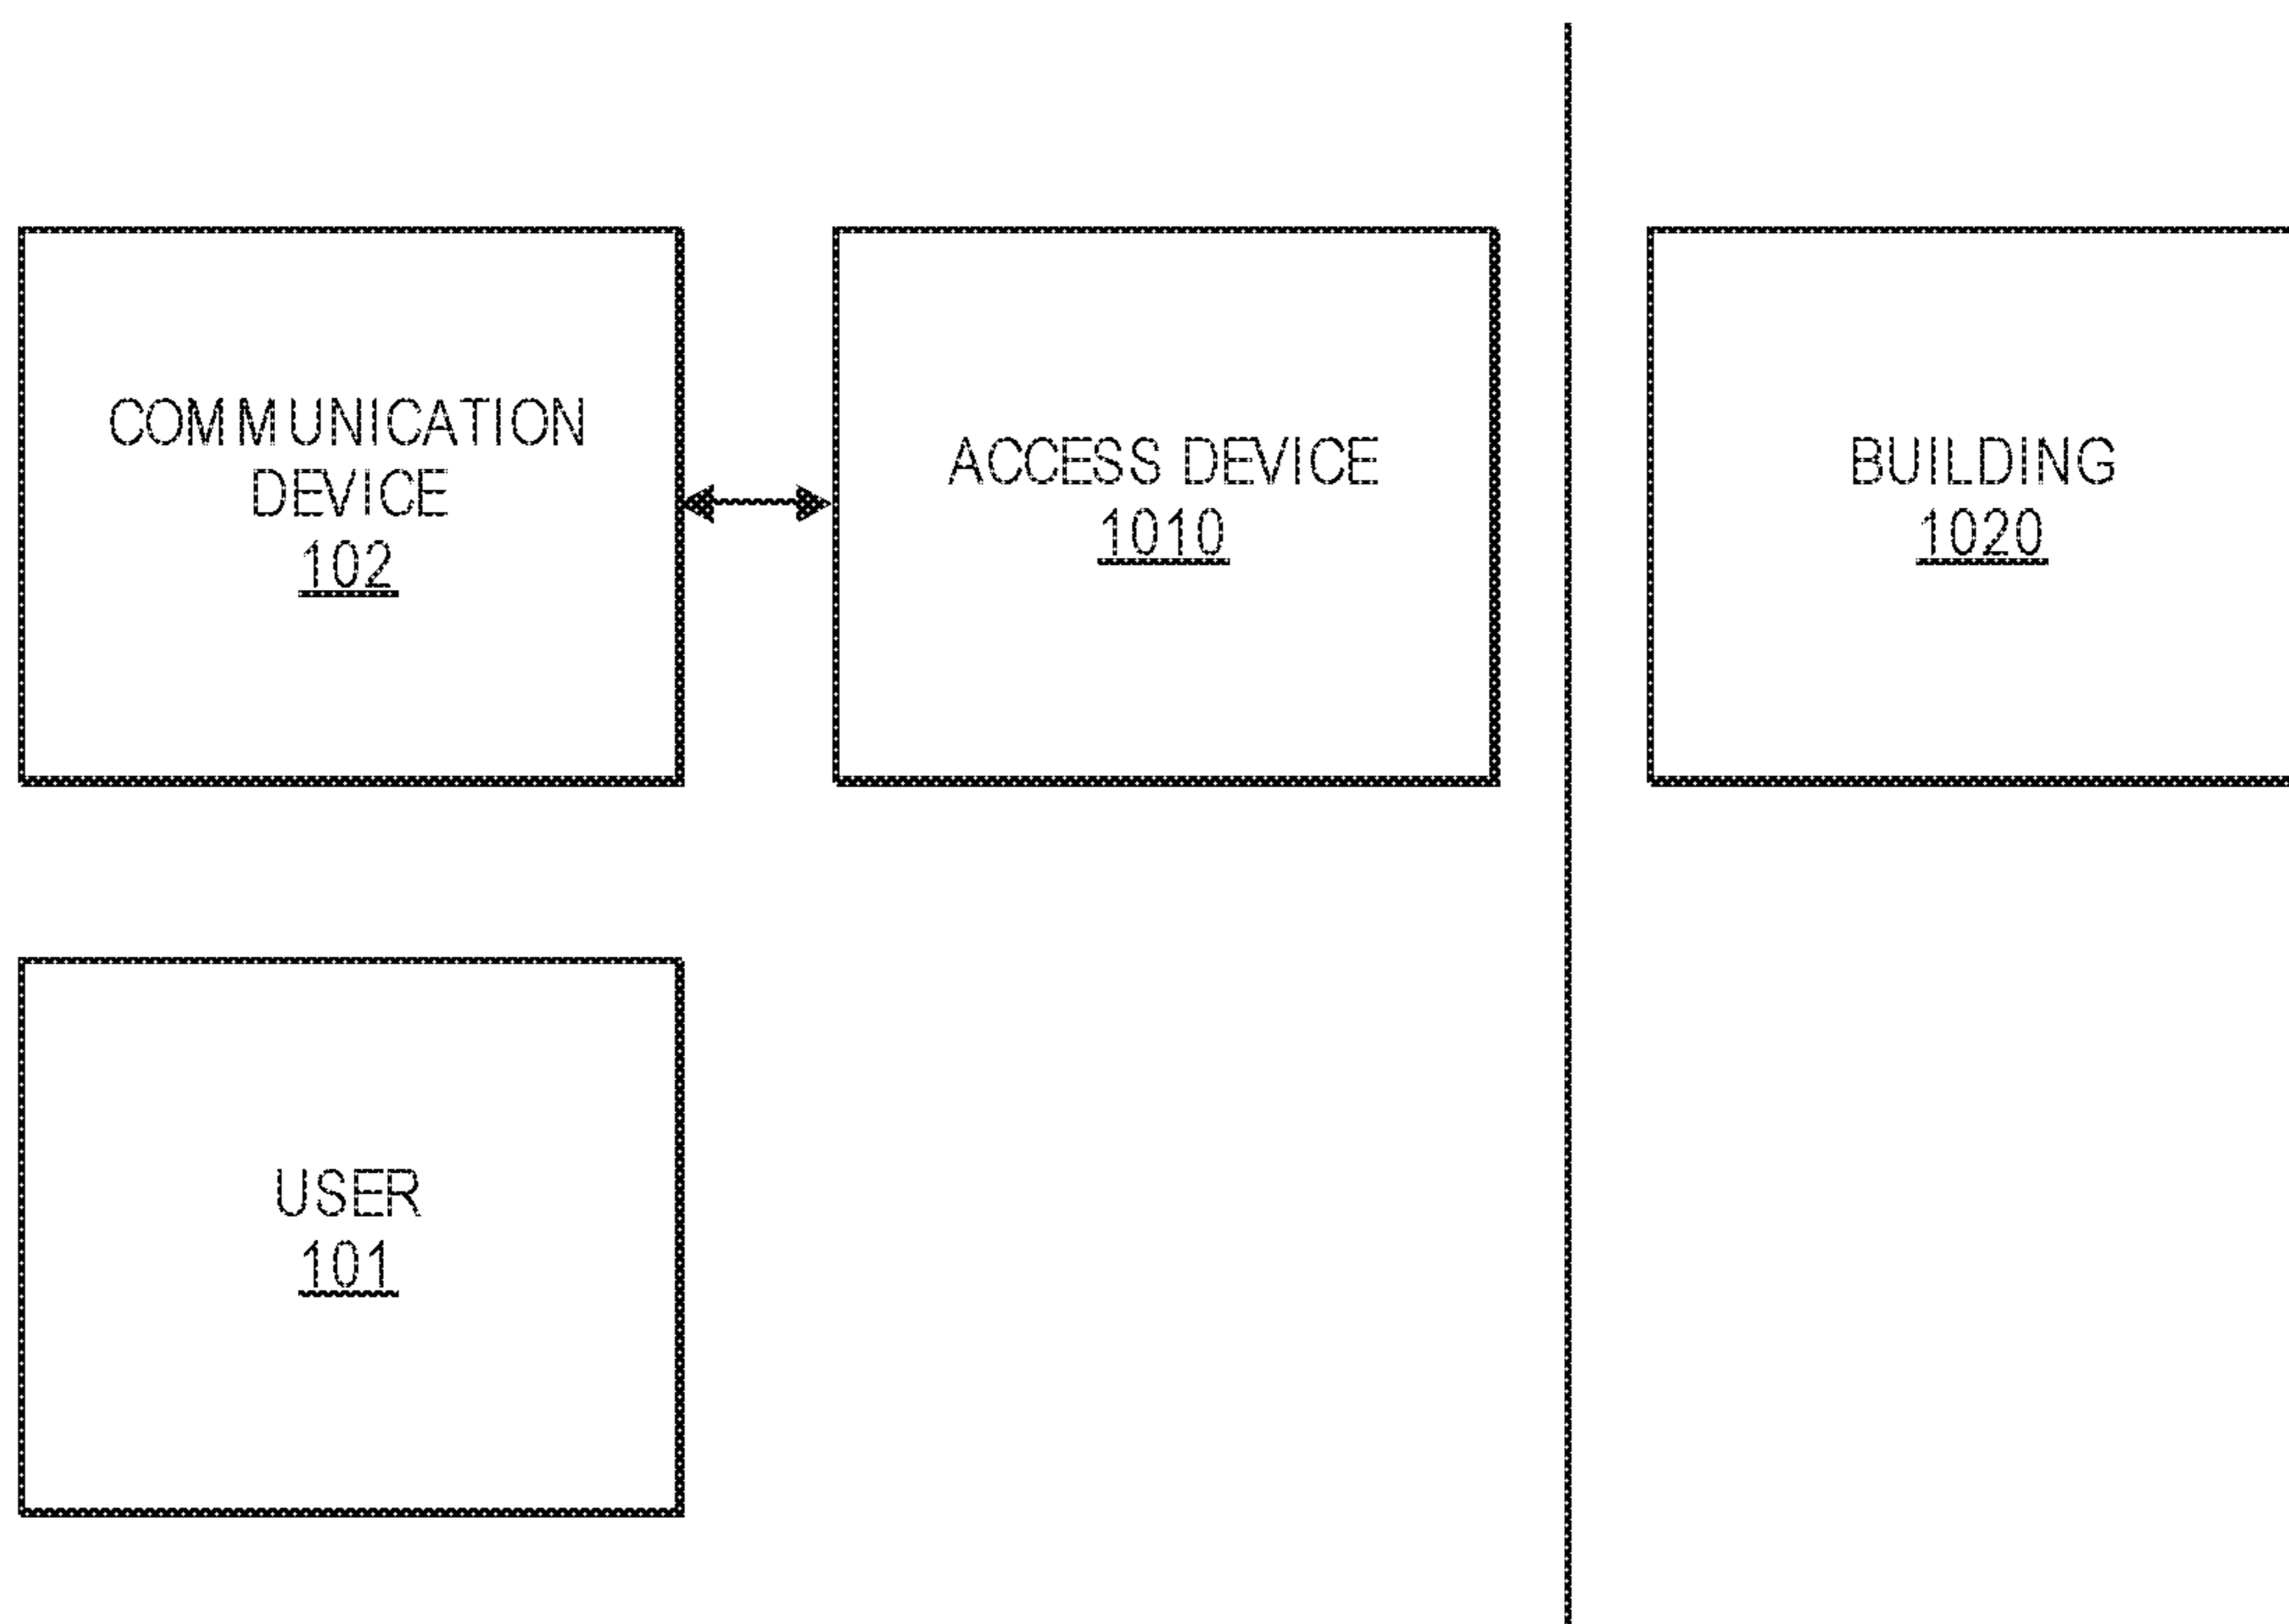 COMMUNICATION
DEVICE
102
ACCESS DEVICE
1010
BUILDING
1020
USER
101